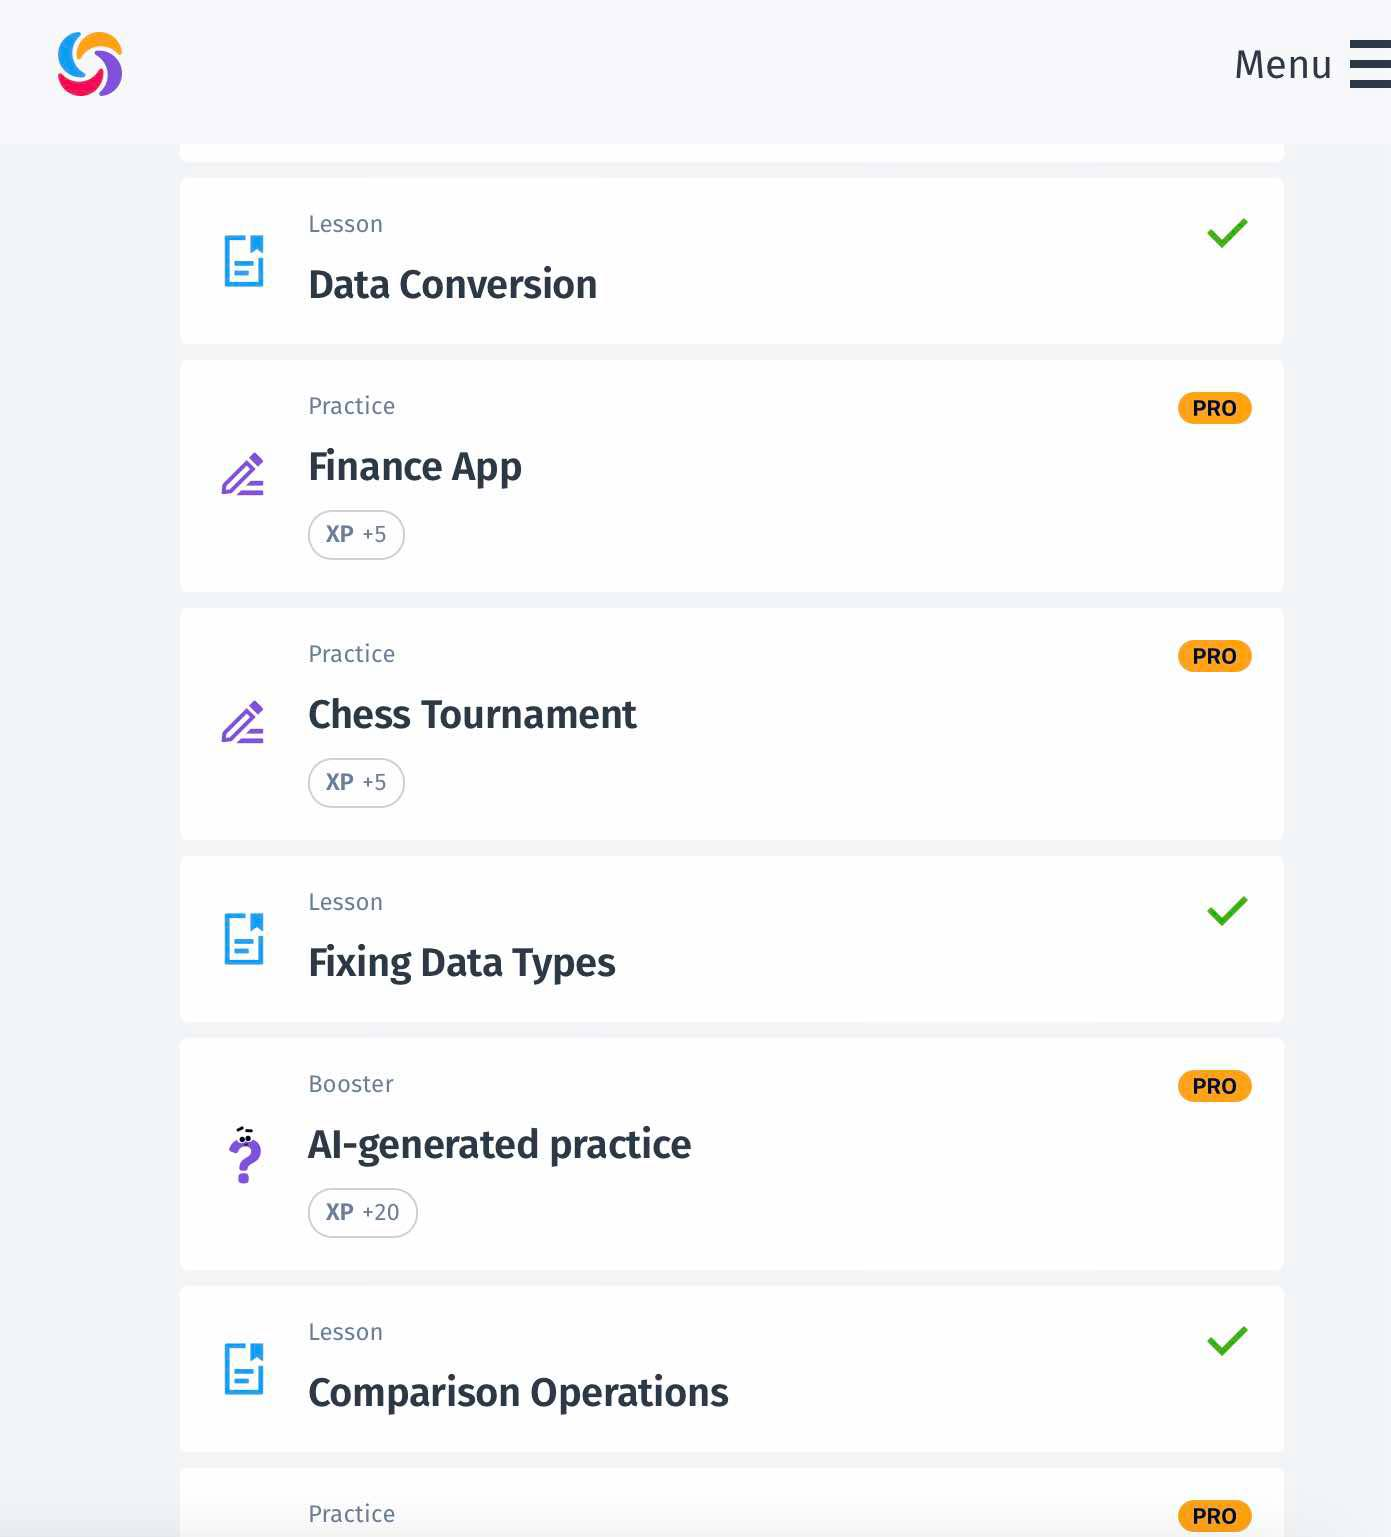 Menu
Lesson
Data Conversion
Practice
PRO
Finance App
XP +5
Practice
PRO
Chess Tournament
XP +5
Lesson
Fixing Data Types
Booster
PRO
AI-generated practice
XP +20
Lesson
Comparison Operations
Practice
PRO